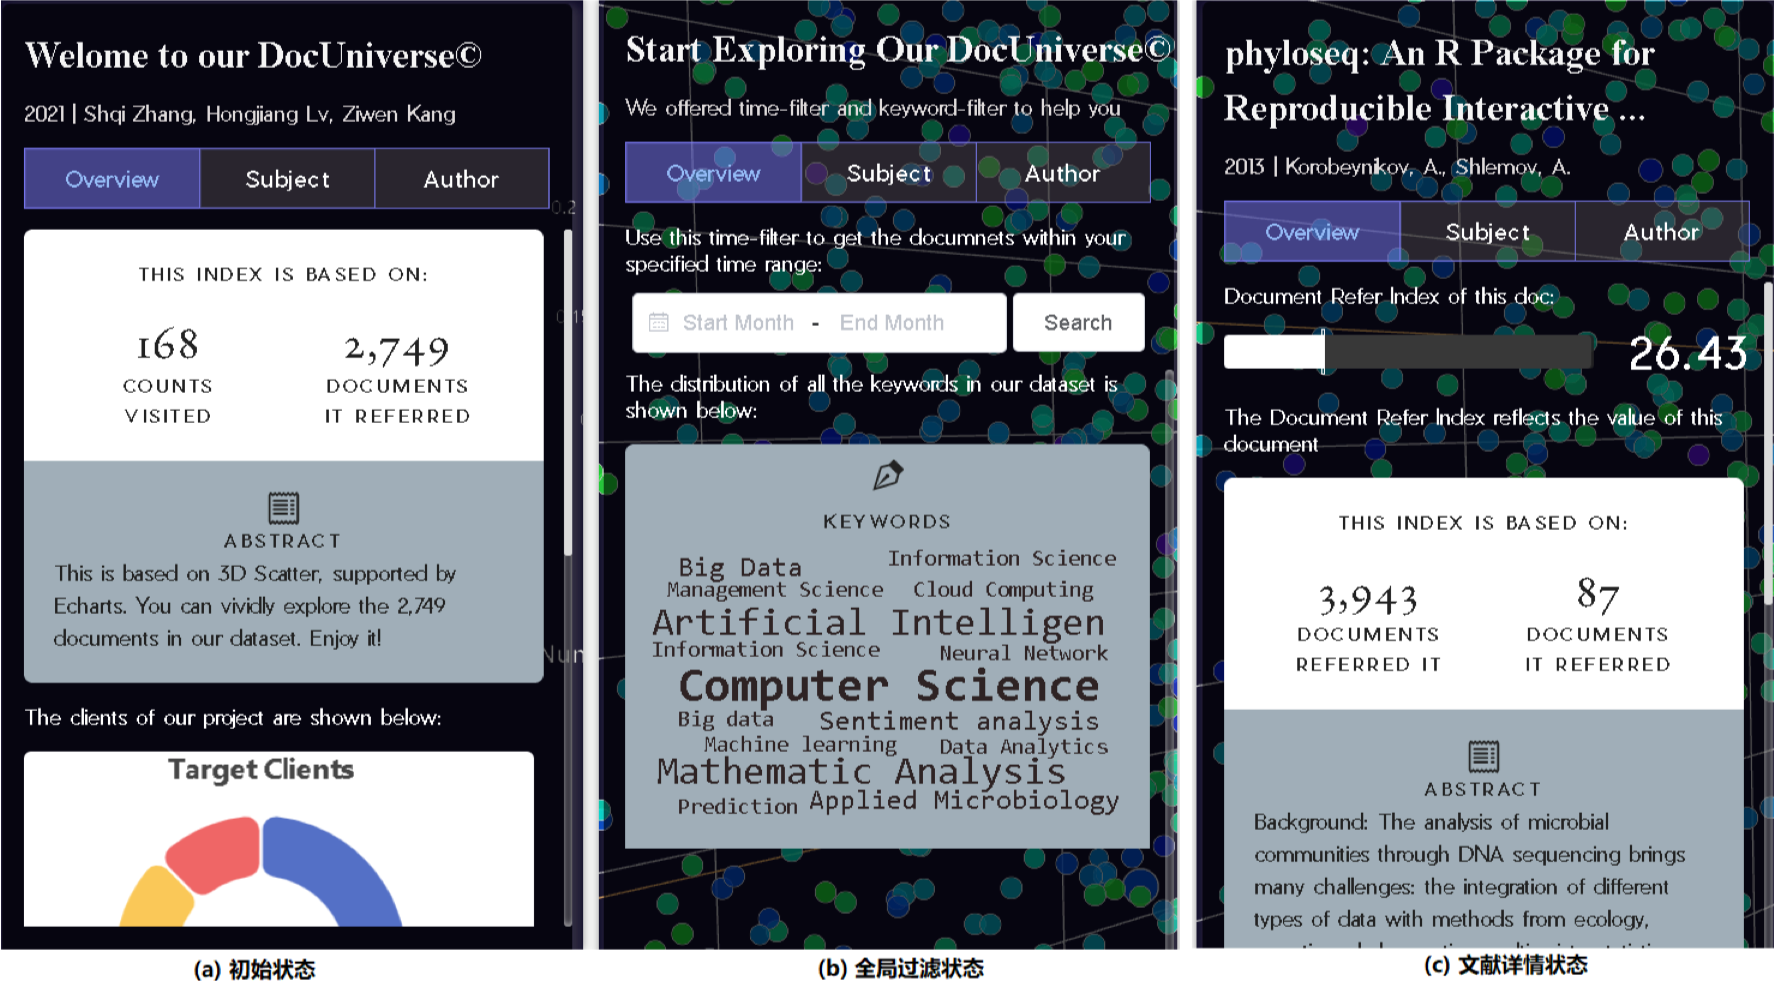 Welome to our DocUniverse©
2021 | Shqi Zhang, Hongjiang Lv, Ziwen Kang
Overview Subject Author
0.2
THIS INDEX IS BASED ON:
168 2,749
COUNTS DOCUMENTS
VISITED IT REFERRED
ABSTRACT
This is based on 3D Scatter, supported by
Echarts. You can vividly explore the 2,749
documents in our dataset. Enjoy it!
The clients of our project are shown below:
Target Clients
(a) 初始状态
Start Exploring Our DocUniverse©
We offered time-filter and keyword-filter to help you
Overview Subject Author
Use this time-filter to get the documnets within your
specified time range:
Start Month - End Month Search
The distribution of all the keywords in our dataset is
shown below:
KEYWORDS
Big Data Information Science
Management Science Cloud Computing
Artificial Intelligen
Information Science Neural Network
Computer Science
Big data Sentiment analysis
Machine learning Data Analytics
Mathematic Analysis
Prediction Applied Microbiology
(b) 全局过滤状态
phyloseq: An R Package for
Reproducible Interactive ...
2013 | Korobeynikov, A., Shlemov, A.
Overview Subject Author
Document Refer Index of this doc:
26.43
The Document Refer Index reflects the value of this
document
THIS INDEX IS BASED ON:
3,943 87
DOCUMENTS DOCUMENTS
REFERRED IT IT REFERRED
ABSTRACT
Background: The analysis of microbial
communities through DNA sequencing brings
many challenges: the integration of different
types of data with methods from ecology,
(c) 文献详情状态